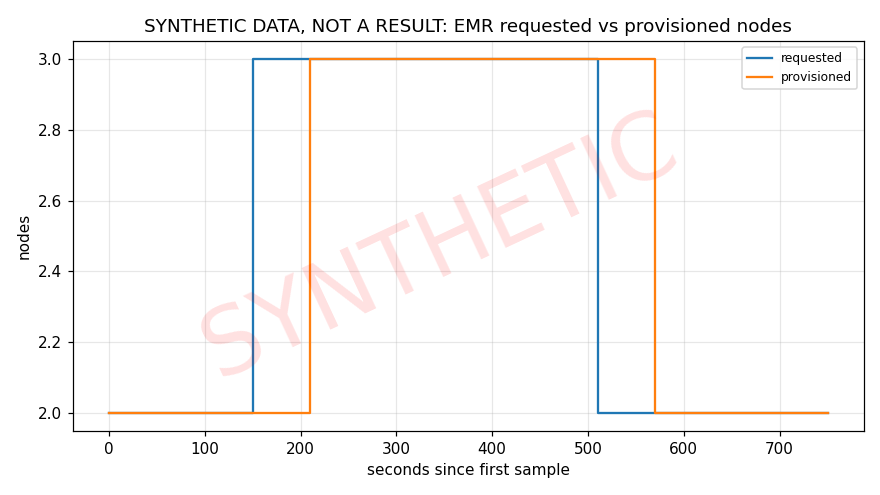 SYNTHETIC DATA, NOT A RESULT: EMR requested vs provisioned nodes
requested
provisioned
3.0
2.8
2.6
2.4
2.2
2.0
nodes
SYNTHETIC
0 100 200 300 400 500 600 700
seconds since first sample